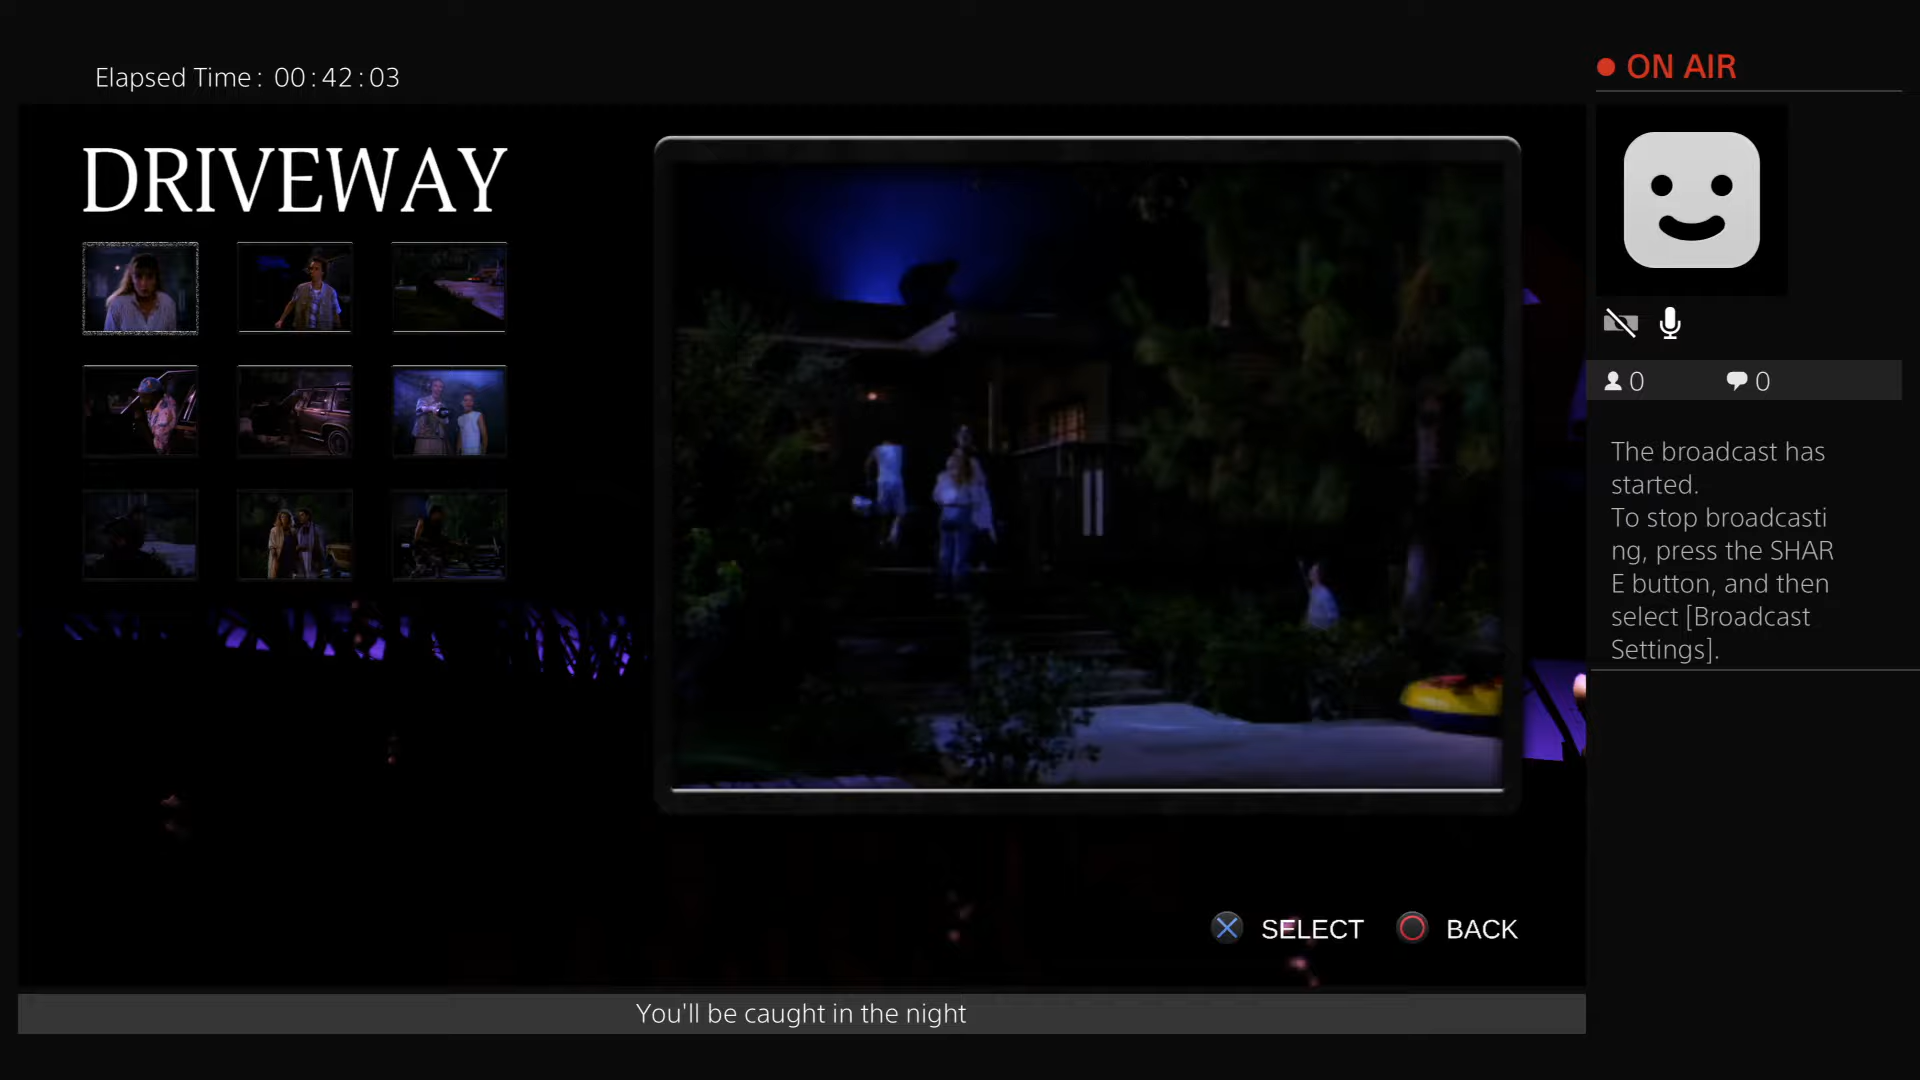 Elapsed Time: 00:42:03
ON AIR
DRIVEWAY
0 0
The broadcast has
started.
To stop broadcasti
ng, press the SHAR
E button, and then
select [Broadcast
Settings].
SELECT BACK
You'll be caught in the night